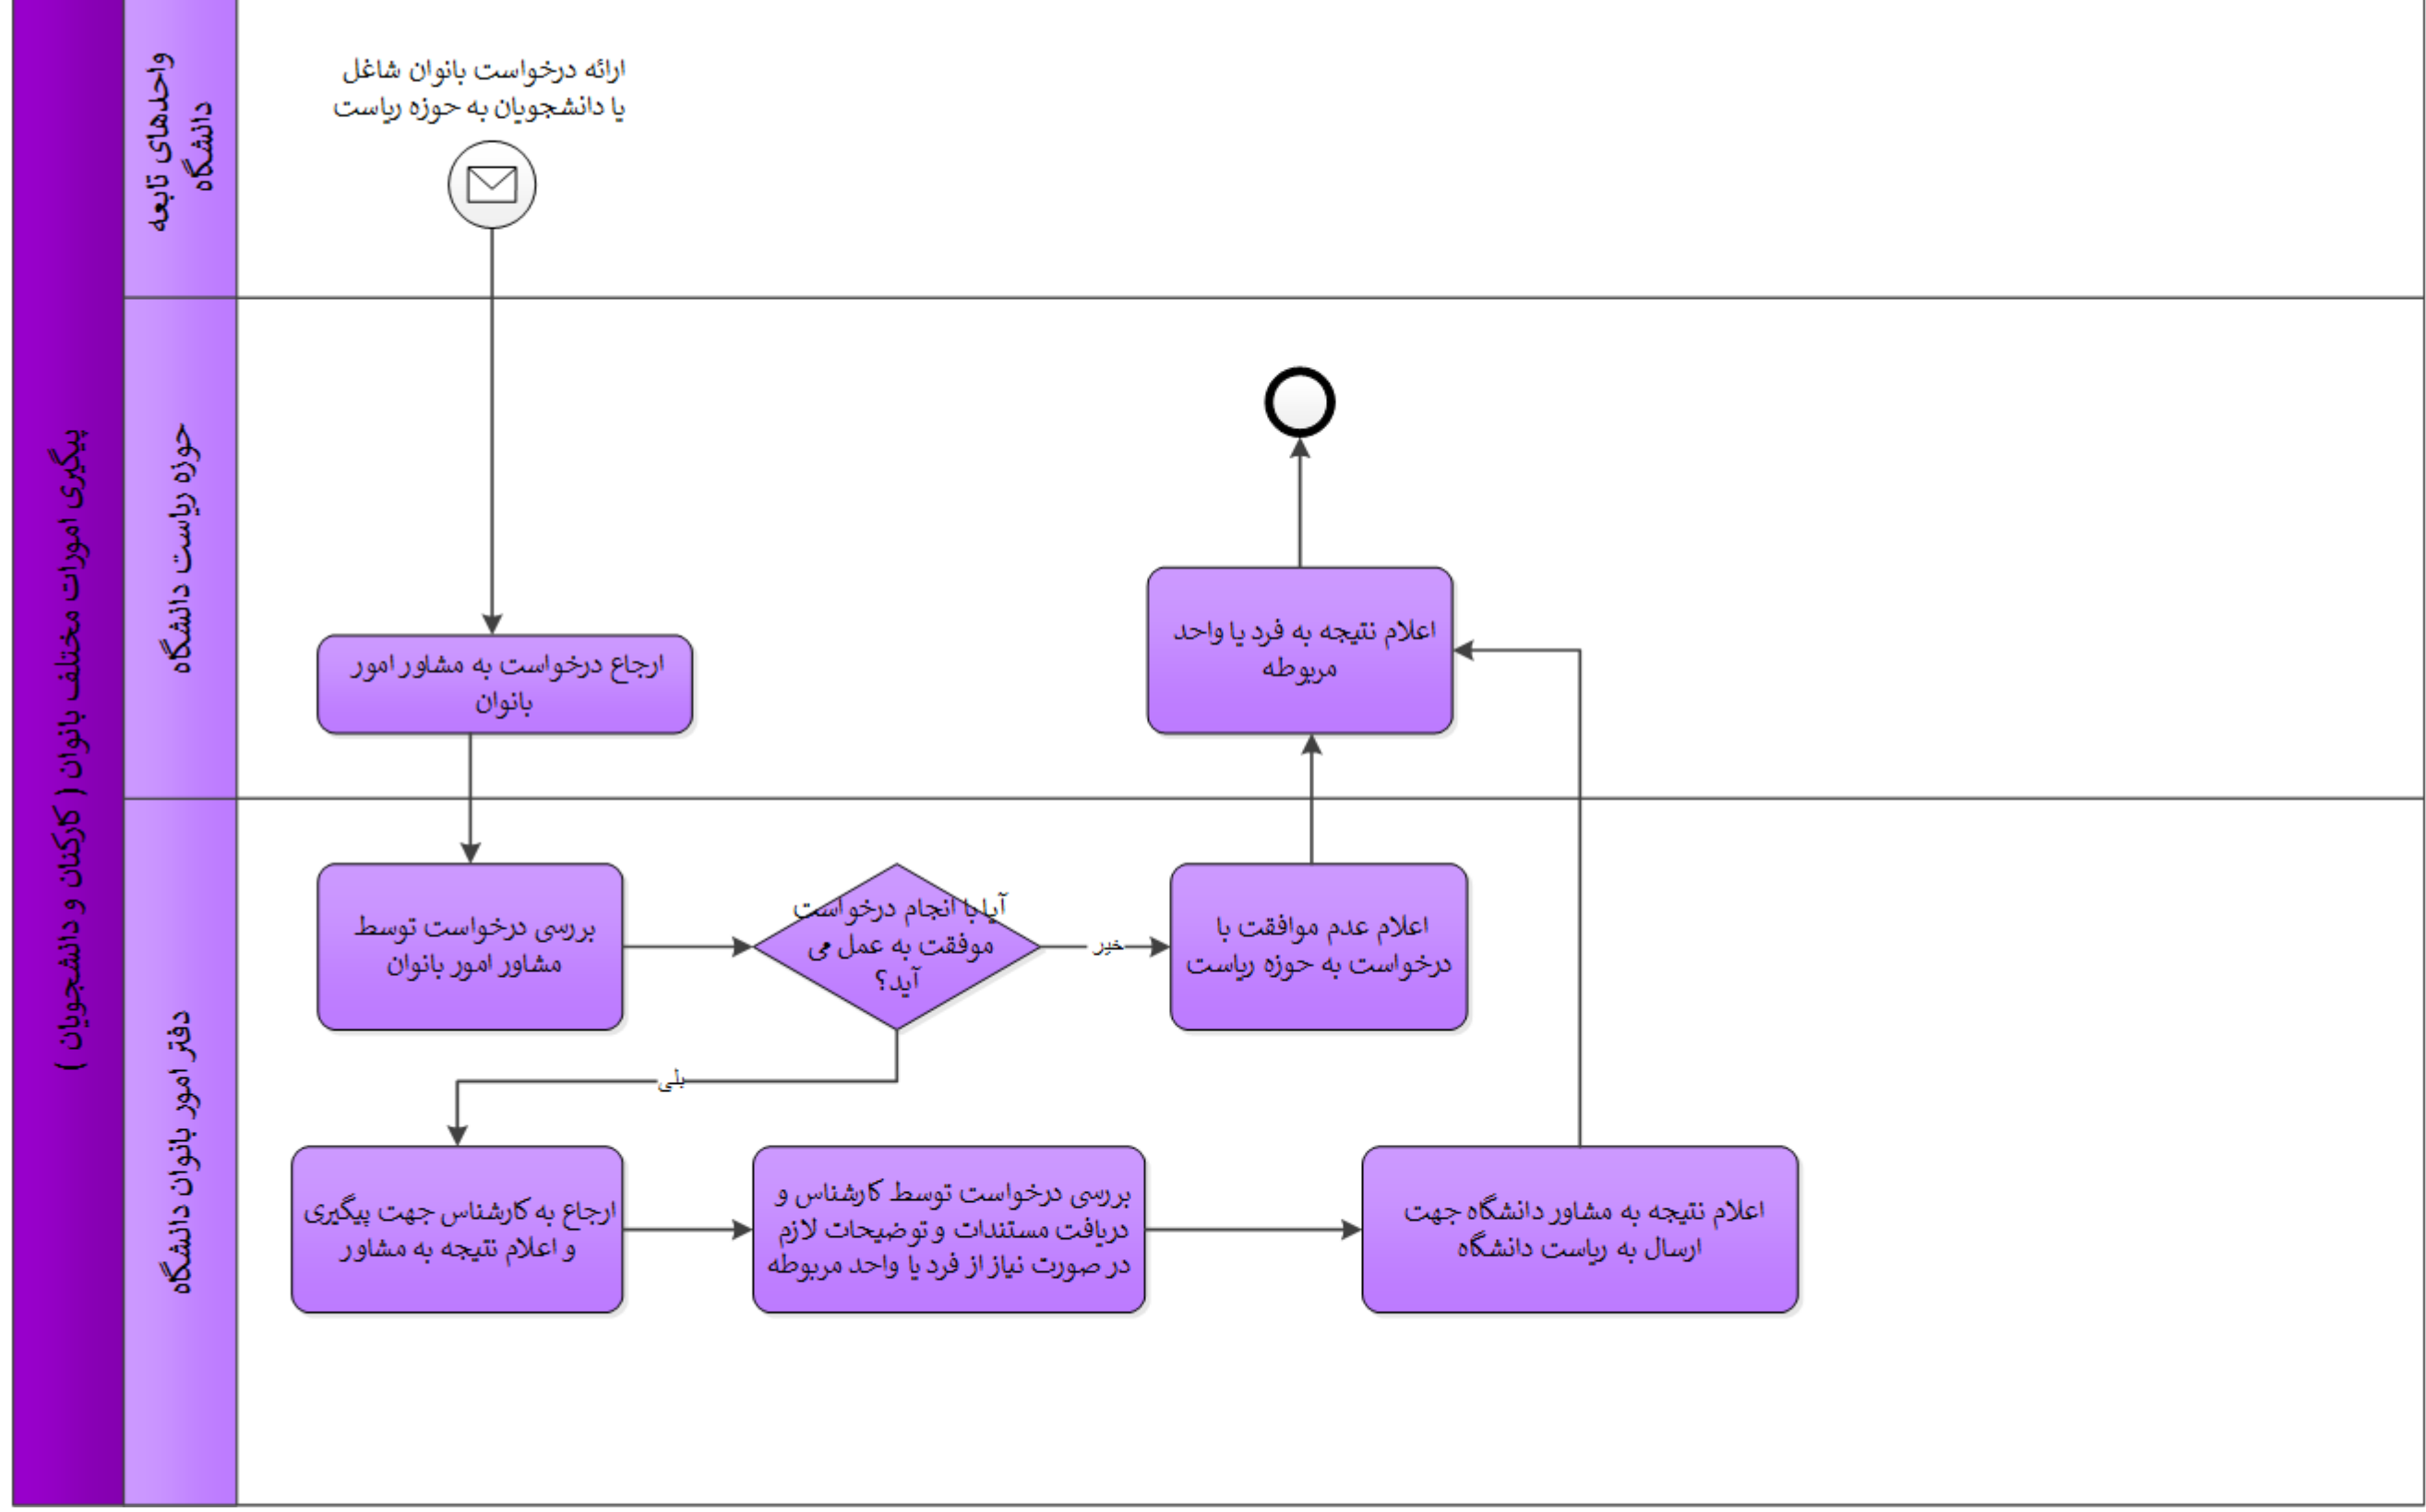 پیگیری امورات مختلف بانوان ( کارکنان و دانشجویان )
واحدهای تابعه
دانشگاه
ارائه درخواست بانوان شاغل
یا دانشجویان به حوزه ریاست
حوزه ریاست دانشگاه
ارجاع درخواست به مشاور امور
بانوان
اعلام نتیجه به فرد یا واحد
مربوطه
دفتر امور بانوان دانشگاه
بررسی درخواست توسط
مشاور امور بانوان
آیا با انجام درخواست
موفقت به عمل می
آید؟
خیر
اعلام عدم موافقت با
درخواست به حوزه ریاست
بلی
ارجاع به کارشناس جهت پیگیری
و اعلام نتیجه به مشاور
بررسی درخواست توسط کارشناس و
دریافت مستندات و توضیحات لازم
در صورت نیاز از فرد یا واحد مربوطه
اعلام نتیجه به مشاور دانشگاه جهت
ارسال به ریاست دانشگاه